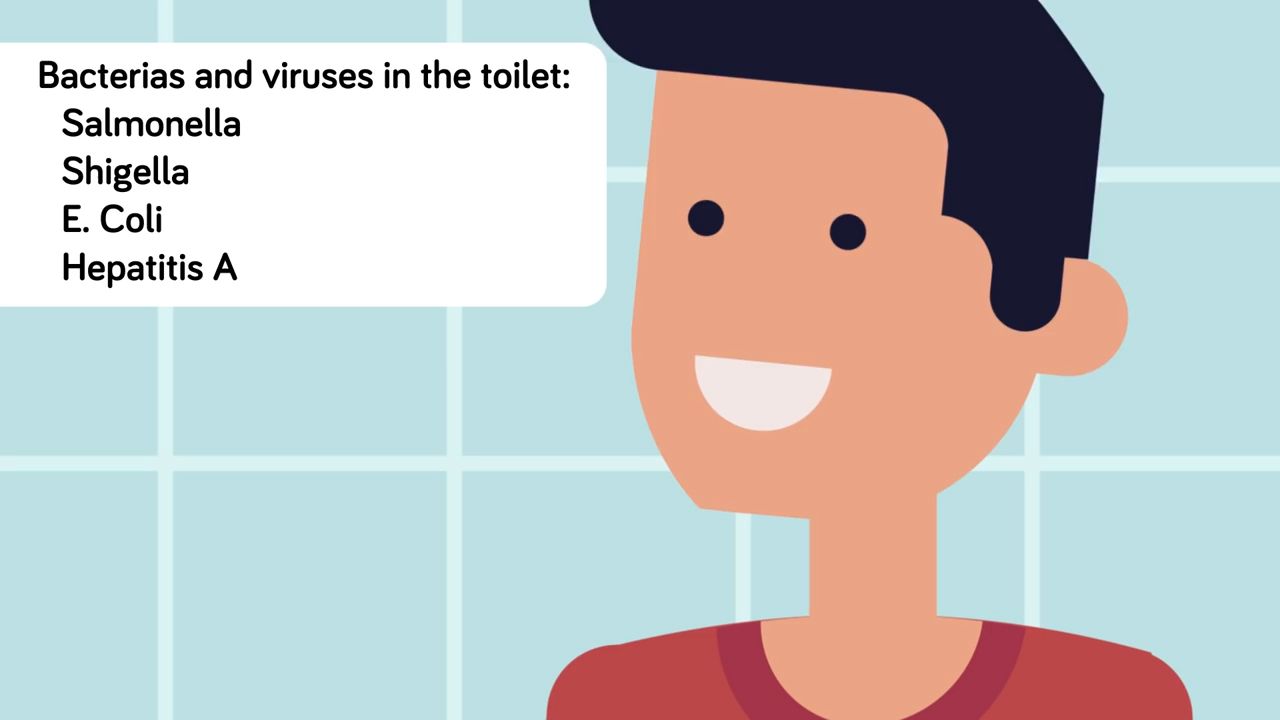 Bacterias and viruses in the toilet:
Salmonella
Shigella
E. Coli
Hepatitis A